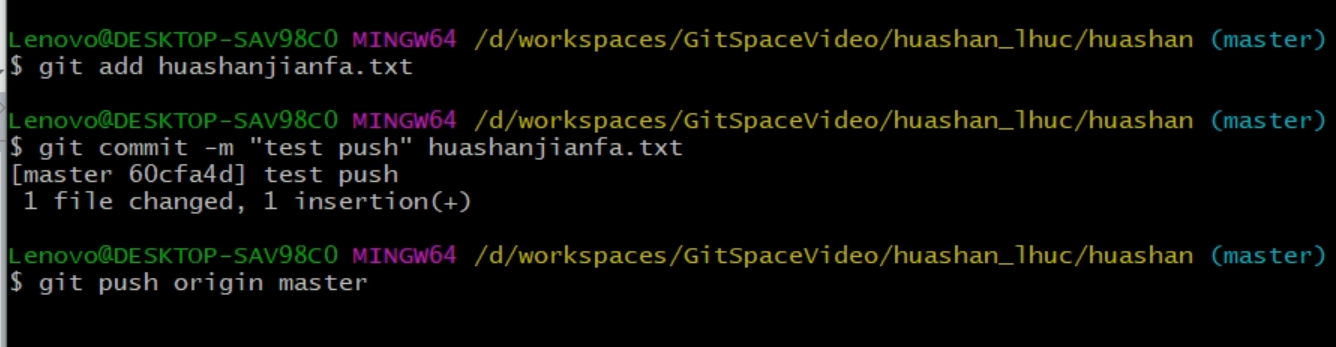 Lenovo@DESKTOP-SAV98C0 MINGW64 /d/workspaces/GitSpaceVideo/huashan_lhuc/huashan (master)
$ git add huashanjianfa.txt
Lenovo@DESKTOP-SAV98C0 MINGW64 /d/workspaces/GitSpaceVideo/huashan_lhuc/huashan (master)
$ git commit -m "test push" huashanjianfa.txt
[master 60cfa4d] test push
 1 file changed, 1 insertion(+)
Lenovo@DESKTOP-SAV98C0 MINGW64 /d/workspaces/GitSpaceVideo/huashan_lhuc/huashan (master)
$ git push origin master